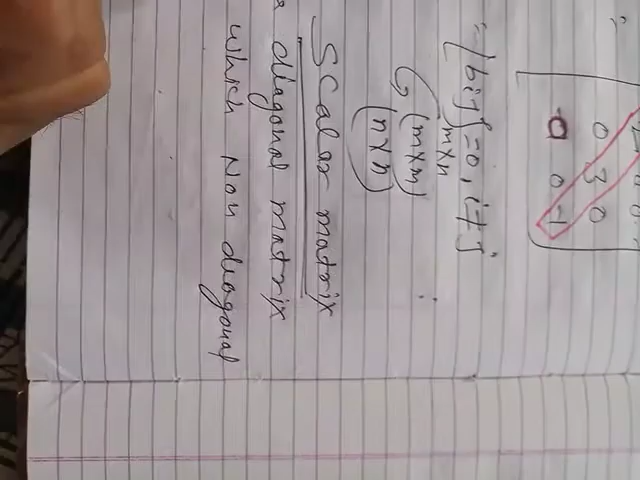 0 3 0
0 0 -1
= [bij] = 0, i≠j
m×n
(m×m)
(n×n)
Scalar matrix
diagonal matrix
which Non diagonal